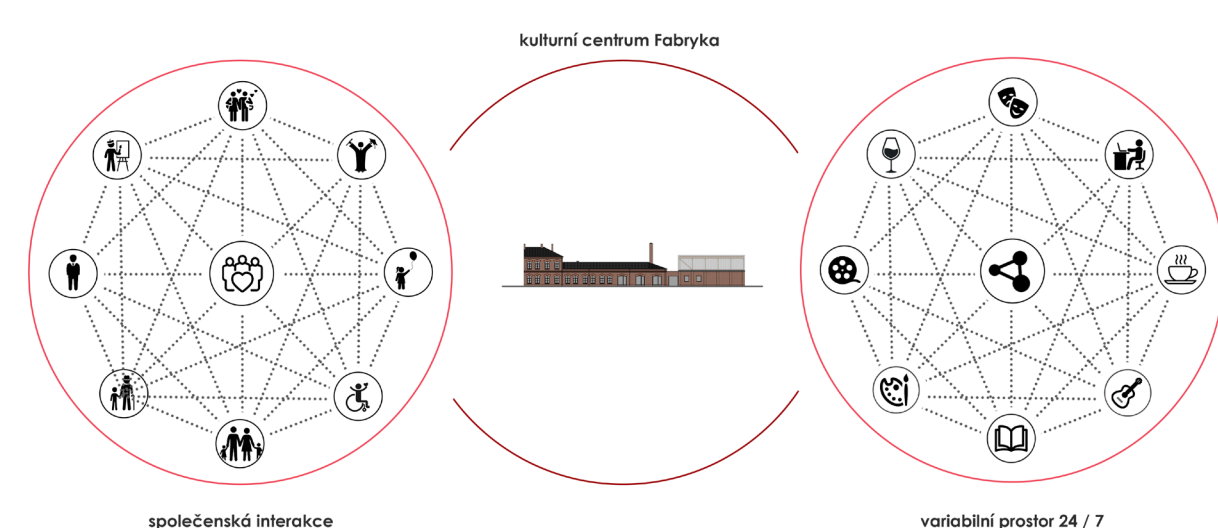 kulturní centrum Fabryka
společenská interakce
variabilní prostor 24 / 7